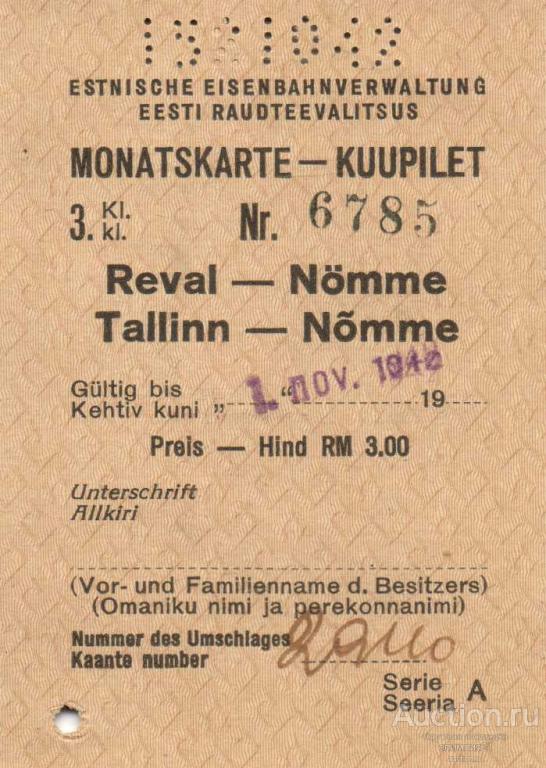 ESTNISCHE EISENBAHNVERWALTUNG
EESTI RAUDTEEVALITSUS
MONATSKARTE — KUUPILET
3. Kl. kl. Nr. 6785
Reval — Nömme
Tallinn — Nõmme
Gültig bis
Kehtiv kuni „ 1. NOV. 1942 “ 19
Preis — Hind RM 3.00
Unterschrift
Allkiri
(Vor- und Familienname d. Besitzers)
(Omaniku nimi ja perekonnanimi)
Nummer des Umschlages
Kaante number
Serie
Seeria A
Auction.ru